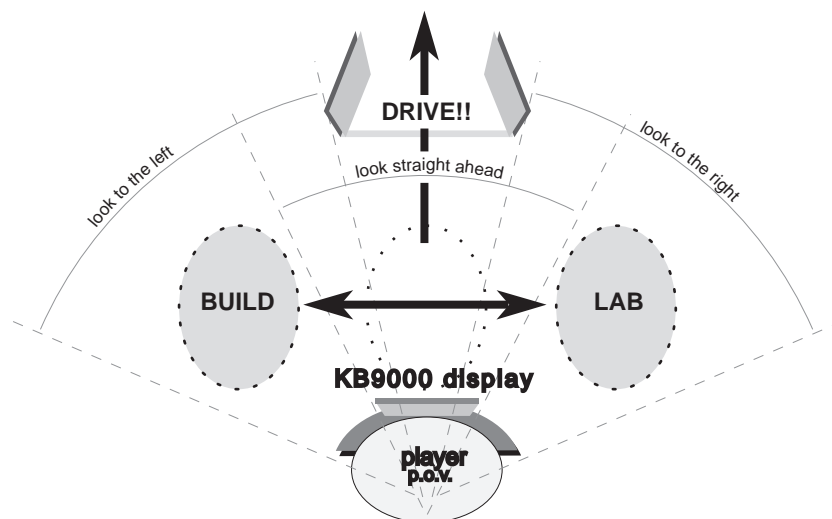 DRIVE!!
look straight ahead
look to the left
look to the right
BUILD
LAB
KB9000 display
player
p.o.v.